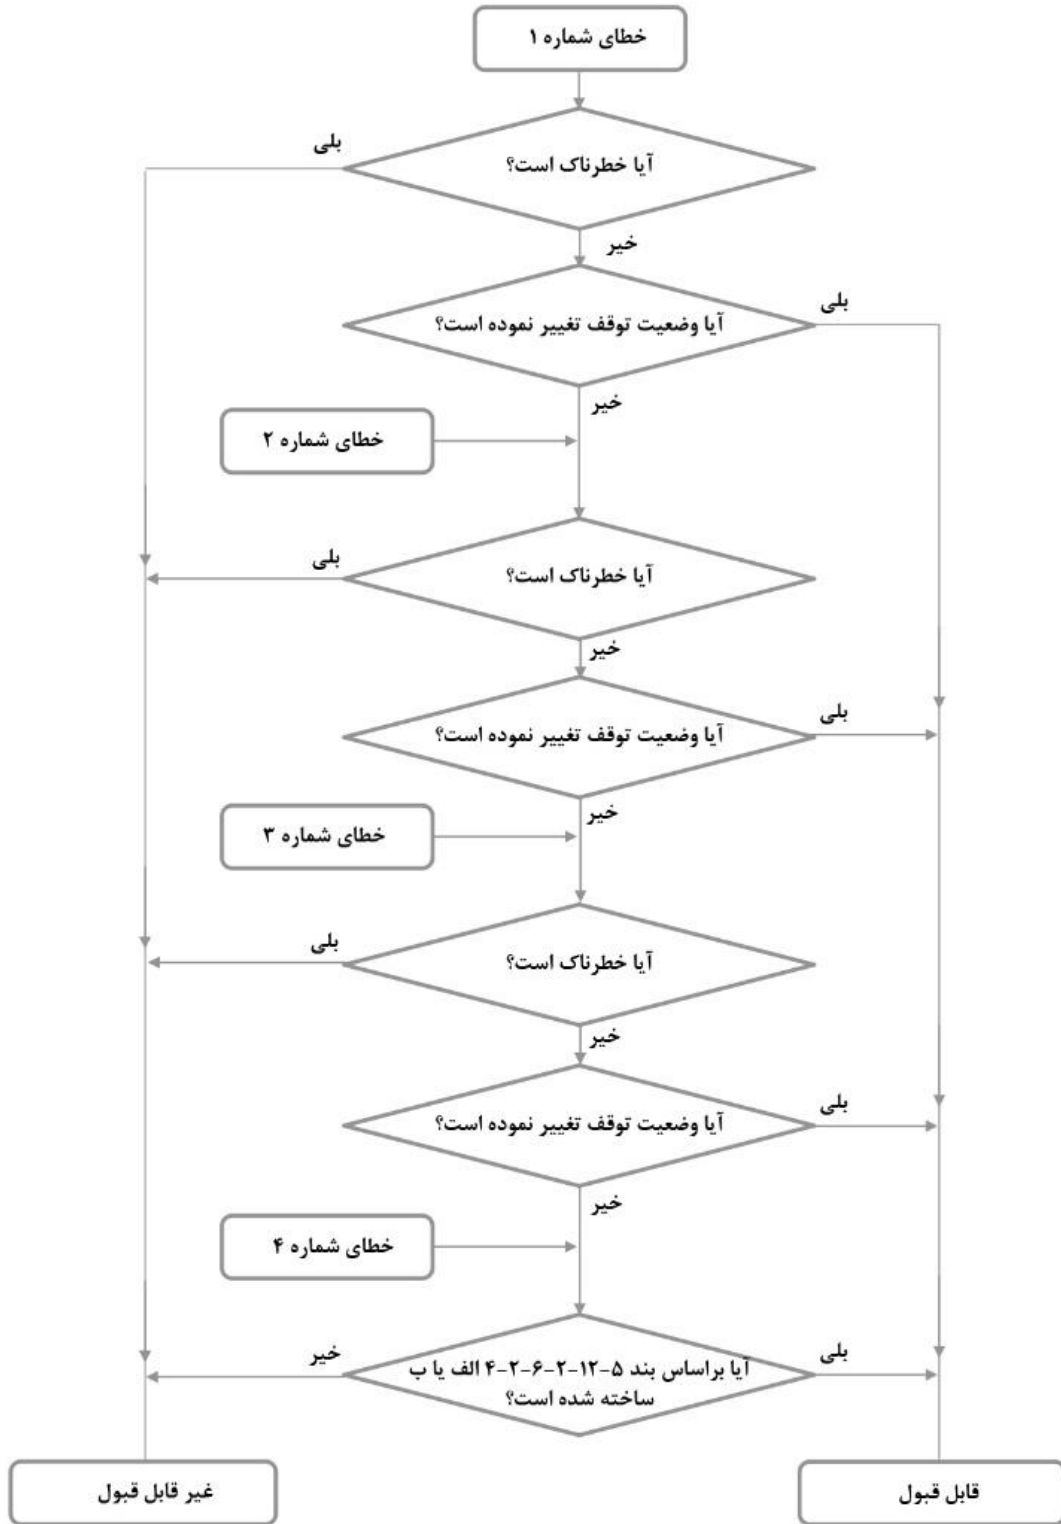 خطای شماره ۱
آیا خطرناک است؟
بلی
خیر
آیا وضعیت توقف تغییر نموده است؟
بلی
خیر
خطای شماره ۲
آیا خطرناک است؟
بلی
خیر
آیا وضعیت توقف تغییر نموده است؟
بلی
خیر
خطای شماره ۳
آیا خطرناک است؟
بلی
خیر
آیا وضعیت توقف تغییر نموده است؟
بلی
خیر
خطای شماره ۴
آیا براساس بند ۵-۱۲-۲-۶-۲-۴ الف یا ب
ساخته شده است؟
بلی
خیر
قابل قبول
غیر قابل قبول